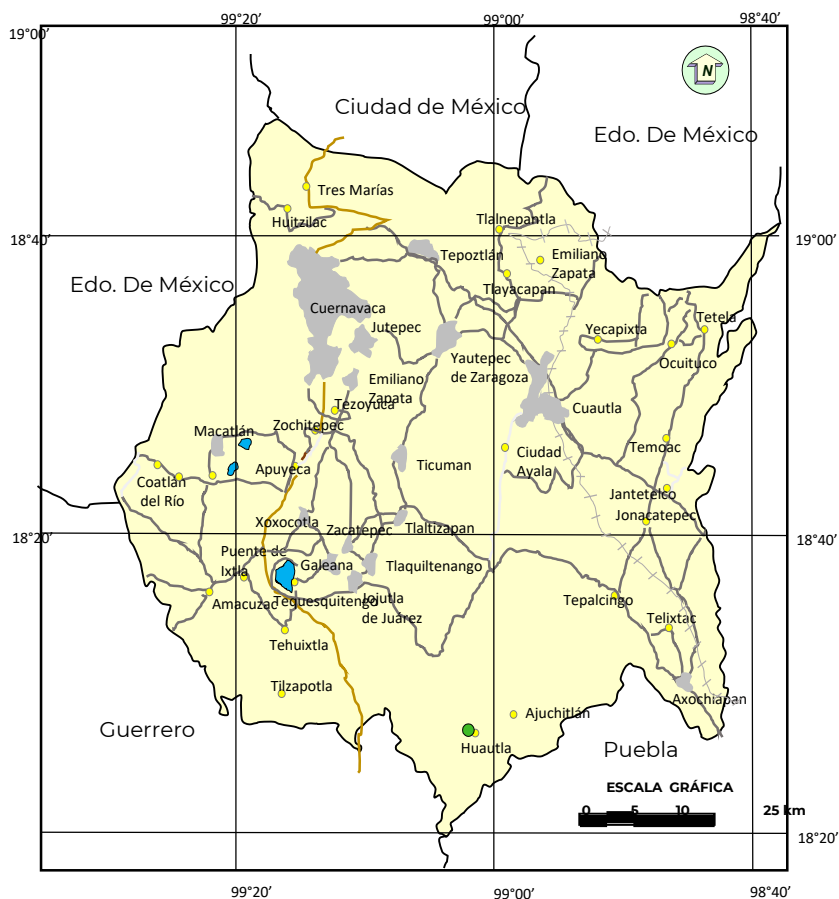 99°20’
99°00’
98°40’
19°00’
N
Ciudad de México
Edo. De México
Tres Marías
Huitzilac
Tlalnepantla
18°40’
19°00’
Tepoztlán
Emiliano
Zapata
Edo. De México
Tlayacapan
Cuernavaca
Jutepec
Yecapixta
Tetela
Yautepec
de Zaragoza
Ocuituco
Emiliano
Zapata
Tezoyuca
Cuautla
Zochitepec
Macatlán
Temoac
Ciudad
Ayala
Apuyeca
Ticuman
Coatlan
del Río
Jantetelco
Jonacatepec
Xoxocotla
Zacatepec
Tlaltizapan
18°20’
18°40’
Puente de
Ixtla
Galeana
Tlaquiltenango
Tequesquitengo
Jojutla
de Juárez
Amacuzac
Tepalcingo
Telixtac
Tehuixtla
Tilzapotla
Axochiapan
Ajuchitlán
Guerrero
Huautla
Puebla
ESCALA GRÁFICA
0 5 10 25 km
18°20’
99°20’
99°00’
98°40’